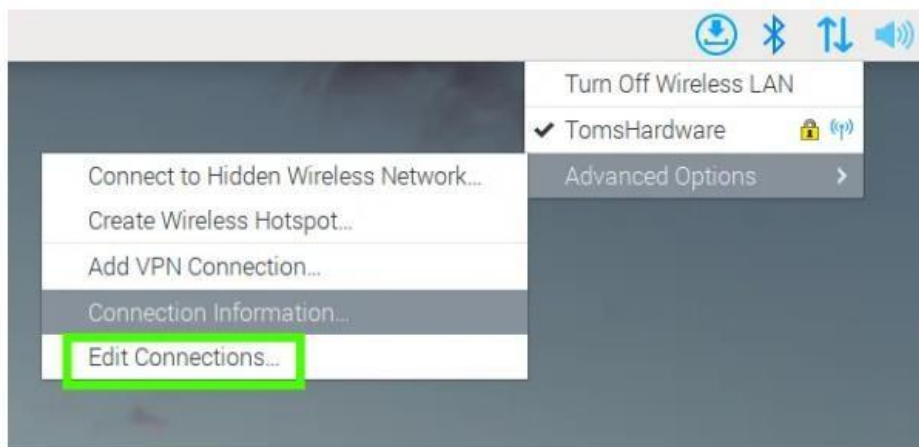 Turn Off Wireless LAN
TomsHardware
Advanced Options
Connect to Hidden Wireless Network...
Create Wireless Hotspot...
Add VPN Connection...
Connection Information...
Edit Connections...